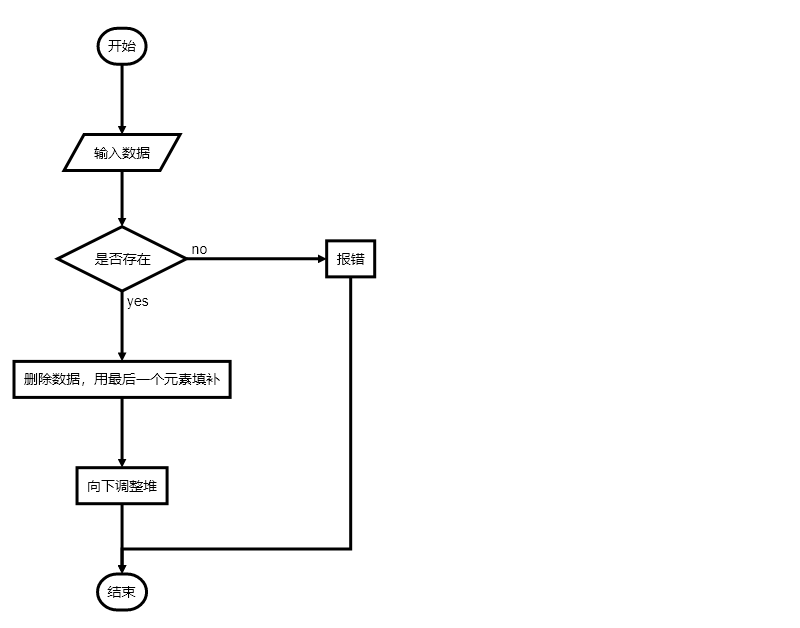 开始
输入数据
是否存在
no
报错
yes
删除数据，用最后一个元素填补
向下调整堆
结束